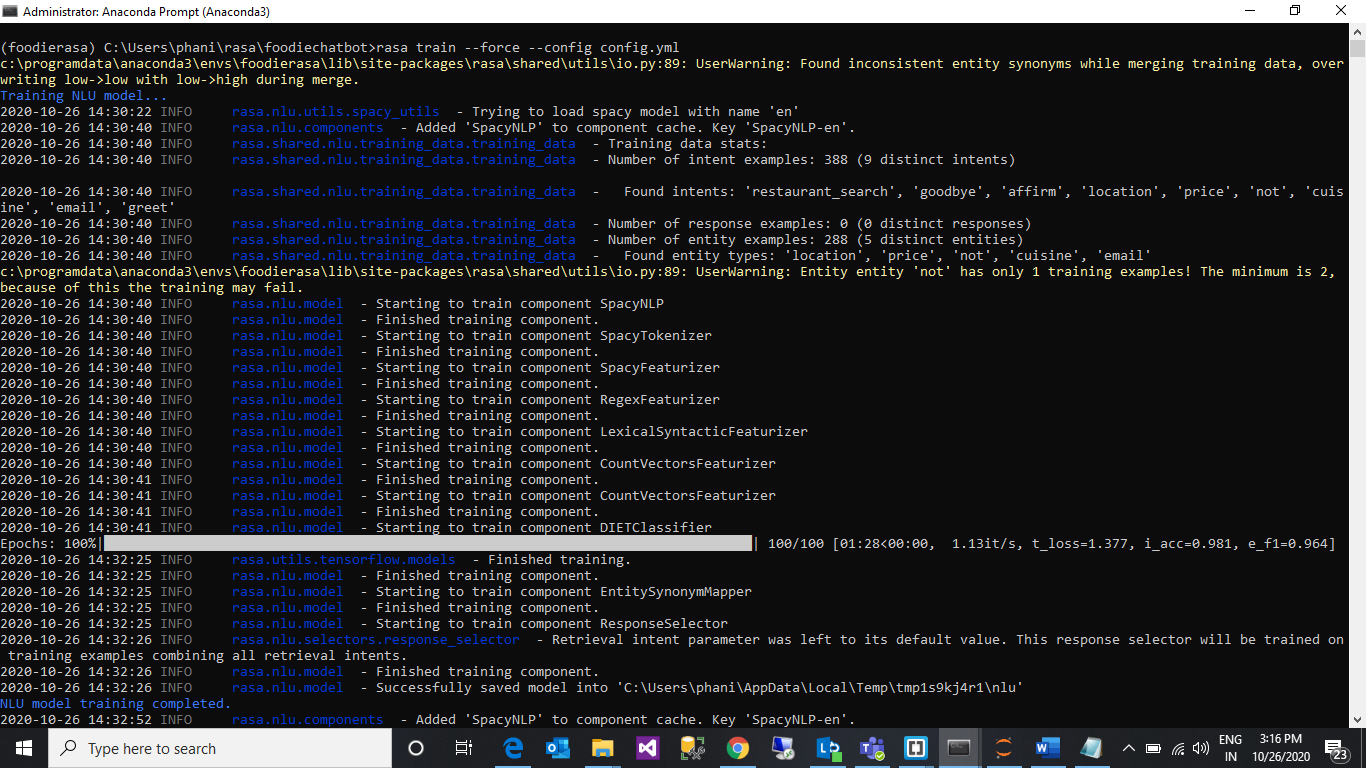 Administrator: Anaconda Prompt (Anaconda3)
(foodierasa) C:\Users\phani\rasa\foodiechatbot>rasa train --force --config config.yml
c:\programdata\anaconda3\envs\foodierasa\lib\site-packages\rasa\shared\utils\io.py:89: UserWarning: Found inconsistent entity synonyms while merging training data, over
writing low->low with low->high during merge.
Training NLU model...
2020-10-26 14:30:22 INFO     rasa.nlu.utils.spacy_utils  - Trying to load spacy model with name 'en'
2020-10-26 14:30:40 INFO     rasa.nlu.components  - Added 'SpacyNLP' to component cache. Key 'SpacyNLP-en'.
2020-10-26 14:30:40 INFO     rasa.shared.nlu.training_data.training_data  - Training data stats:
2020-10-26 14:30:40 INFO     rasa.shared.nlu.training_data.training_data  - Number of intent examples: 388 (9 distinct intents)
2020-10-26 14:30:40 INFO     rasa.shared.nlu.training_data.training_data  -   Found intents: 'restaurant_search', 'goodbye', 'affirm', 'location', 'price', 'not', 'cuis
ine', 'email', 'greet'
2020-10-26 14:30:40 INFO     rasa.shared.nlu.training_data.training_data  - Number of response examples: 0 (0 distinct responses)
2020-10-26 14:30:40 INFO     rasa.shared.nlu.training_data.training_data  - Number of entity examples: 288 (5 distinct entities)
2020-10-26 14:30:40 INFO     rasa.shared.nlu.training_data.training_data  -   Found entity types: 'location', 'price', 'not', 'cuisine', 'email'
c:\programdata\anaconda3\envs\foodierasa\lib\site-packages\rasa\shared\utils\io.py:89: UserWarning: Entity entity 'not' has only 1 training examples! The minimum is 2,
because of this the training may fail.
2020-10-26 14:30:40 INFO     rasa.nlu.model  - Starting to train component SpacyNLP
2020-10-26 14:30:40 INFO     rasa.nlu.model  - Finished training component.
2020-10-26 14:30:40 INFO     rasa.nlu.model  - Starting to train component SpacyTokenizer
2020-10-26 14:30:40 INFO     rasa.nlu.model  - Finished training component.
2020-10-26 14:30:40 INFO     rasa.nlu.model  - Starting to train component SpacyFeaturizer
2020-10-26 14:30:40 INFO     rasa.nlu.model  - Finished training component.
2020-10-26 14:30:40 INFO     rasa.nlu.model  - Starting to train component RegexFeaturizer
2020-10-26 14:30:40 INFO     rasa.nlu.model  - Finished training component.
2020-10-26 14:30:40 INFO     rasa.nlu.model  - Starting to train component LexicalSyntacticFeaturizer
2020-10-26 14:30:40 INFO     rasa.nlu.model  - Finished training component.
2020-10-26 14:30:40 INFO     rasa.nlu.model  - Starting to train component CountVectorsFeaturizer
2020-10-26 14:30:41 INFO     rasa.nlu.model  - Finished training component.
2020-10-26 14:30:41 INFO     rasa.nlu.model  - Starting to train component CountVectorsFeaturizer
2020-10-26 14:30:41 INFO     rasa.nlu.model  - Finished training component.
2020-10-26 14:30:41 INFO     rasa.nlu.model  - Starting to train component DIETClassifier
Epochs: 100%| | 100/100 [01:28<00:00,  1.13it/s, t_loss=1.377, i_acc=0.981, e_f1=0.964]
2020-10-26 14:32:25 INFO     rasa.utils.tensorflow.models  - Finished training.
2020-10-26 14:32:25 INFO     rasa.nlu.model  - Finished training component.
2020-10-26 14:32:25 INFO     rasa.nlu.model  - Starting to train component EntitySynonymMapper
2020-10-26 14:32:25 INFO     rasa.nlu.model  - Finished training component.
2020-10-26 14:32:25 INFO     rasa.nlu.model  - Starting to train component ResponseSelector
2020-10-26 14:32:26 INFO     rasa.nlu.selectors.response_selector  - Retrieval intent parameter was left to its default value. This response selector will be trained on
 training examples combining all retrieval intents.
2020-10-26 14:32:26 INFO     rasa.nlu.model  - Finished training component.
2020-10-26 14:32:26 INFO     rasa.nlu.model  - Successfully saved model into 'C:\Users\phani\AppData\Local\Temp\tmp1s9kj4r1\nlu'
NLU model training completed.
2020-10-26 14:32:52 INFO     rasa.nlu.components  - Added 'SpacyNLP' to component cache. Key 'SpacyNLP-en'.
Type here to search
ENG
IN
3:16 PM
10/26/2020
23